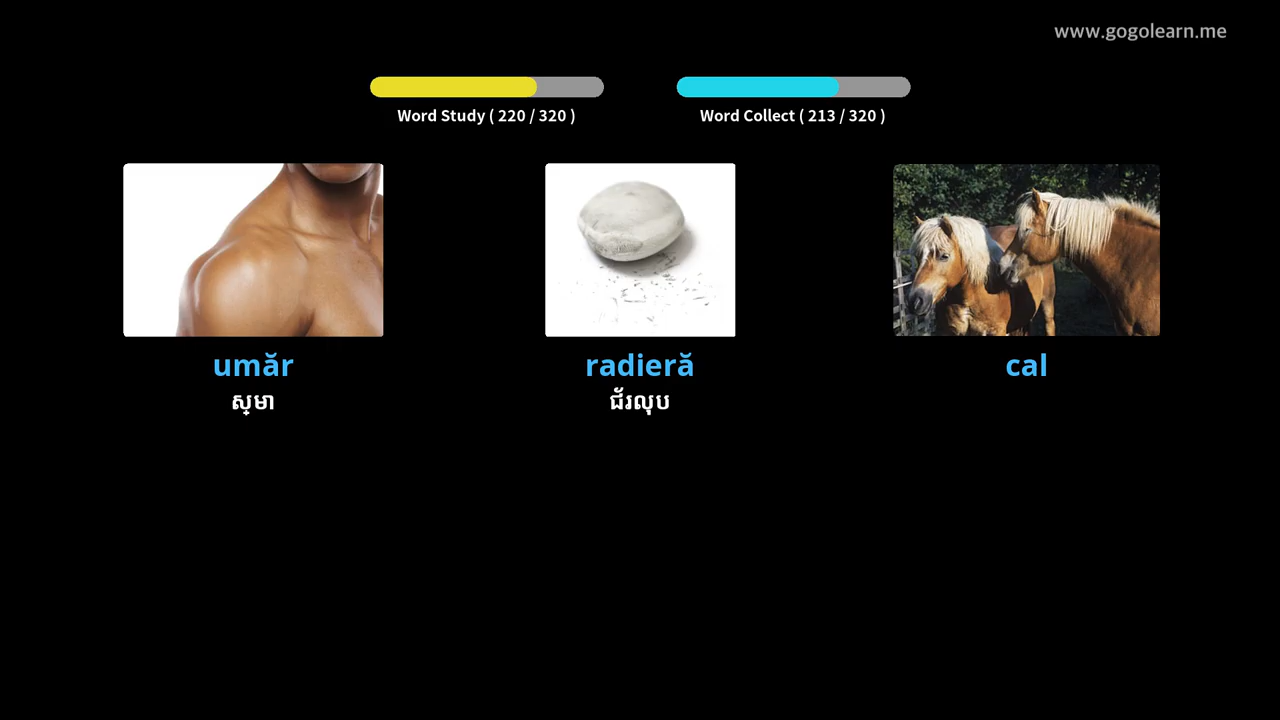 www.gogolearn.me
Word Study ( 220 / 320 )
Word Collect ( 213 / 320 )
umăr
radieră
cal
ស្មា
ជ័រលុប